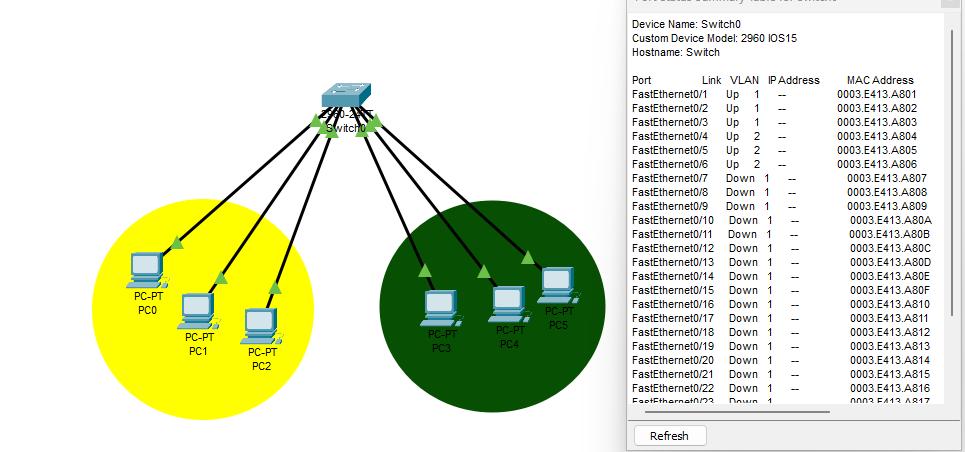 Port Status Summary Table for Switch0
Device Name: Switch0
Custom Device Model: 2960 IOS15
Hostname: Switch
Port Link VLAN IP Address MAC Address
FastEthernet0/1 Up 1 -- 0003.E413.A801
FastEthernet0/2 Up 1 -- 0003.E413.A802
FastEthernet0/3 Up 1 -- 0003.E413.A803
FastEthernet0/4 Up 2 -- 0003.E413.A804
FastEthernet0/5 Up 2 -- 0003.E413.A805
FastEthernet0/6 Up 2 -- 0003.E413.A806
FastEthernet0/7 Down 1 -- 0003.E413.A807
FastEthernet0/8 Down 1 -- 0003.E413.A808
FastEthernet0/9 Down 1 -- 0003.E413.A809
FastEthernet0/10 Down 1 -- 0003.E413.A80A
FastEthernet0/11 Down 1 -- 0003.E413.A80B
FastEthernet0/12 Down 1 -- 0003.E413.A80C
FastEthernet0/13 Down 1 -- 0003.E413.A80D
FastEthernet0/14 Down 1 -- 0003.E413.A80E
FastEthernet0/15 Down 1 -- 0003.E413.A80F
FastEthernet0/16 Down 1 -- 0003.E413.A810
FastEthernet0/17 Down 1 -- 0003.E413.A811
FastEthernet0/18 Down 1 -- 0003.E413.A812
FastEthernet0/19 Down 1 -- 0003.E413.A813
FastEthernet0/20 Down 1 -- 0003.E413.A814
FastEthernet0/21 Down 1 -- 0003.E413.A815
FastEthernet0/22 Down 1 -- 0003.E413.A816
FastEthernet0/23 Down 1 -- 0003.E413.A817
Refresh
Switch0
PC-PT
PC0
PC-PT
PC1
PC-PT
PC2
PC-PT
PC3
PC-PT
PC4
PC-PT
PC5